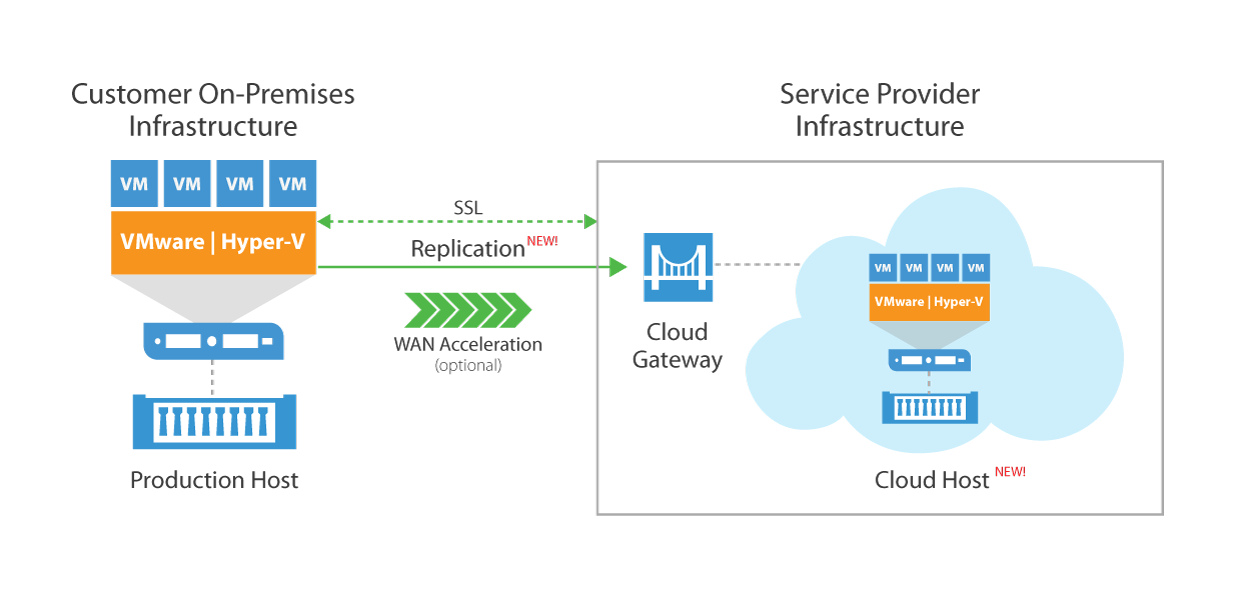 Customer On-Premises
Infrastructure
VM VM VM VM
VMware | Hyper-V
Production Host
SSL
Replication NEW!
WAN Acceleration
(optional)
Service Provider
Infrastructure
Cloud
Gateway
VM VM VM VM
VMware | Hyper-V
Cloud Host NEW!